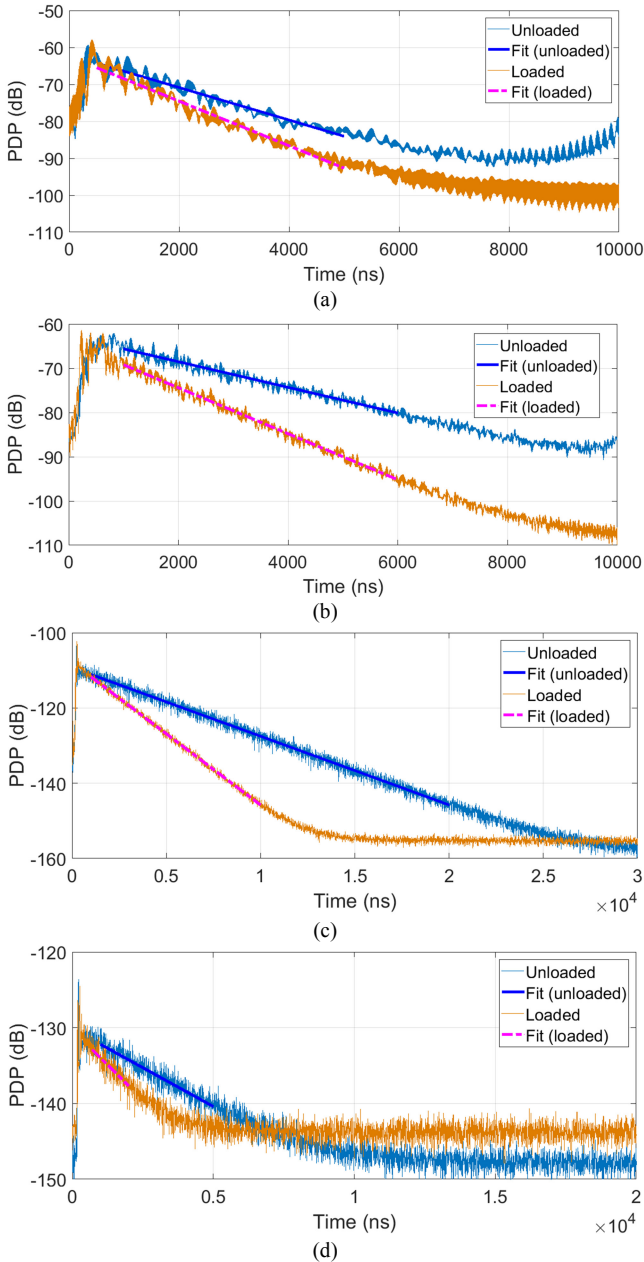 -50
-60
-70
-80
-90
-100
-110
PDP (dB)
Unloaded
Fit (unloaded)
Loaded
Fit (loaded)
0 2000 4000 6000 8000 10000
Time (ns)
(a)
-60
-70
-80
-90
-100
-110
PDP (dB)
Unloaded
Fit (unloaded)
Loaded
Fit (loaded)
0 2000 4000 6000 8000 10000
Time (ns)
(b)
-100
-120
-140
-160
PDP (dB)
Unloaded
Fit (unloaded)
Loaded
Fit (loaded)
0 0.5 1 1.5 2 2.5 3
Time (ns)
×10⁴
(c)
-120
-130
-140
-150
PDP (dB)
Unloaded
Fit (unloaded)
Loaded
Fit (loaded)
0 0.5 1 1.5 2
Time (ns)
×10⁴
(d)